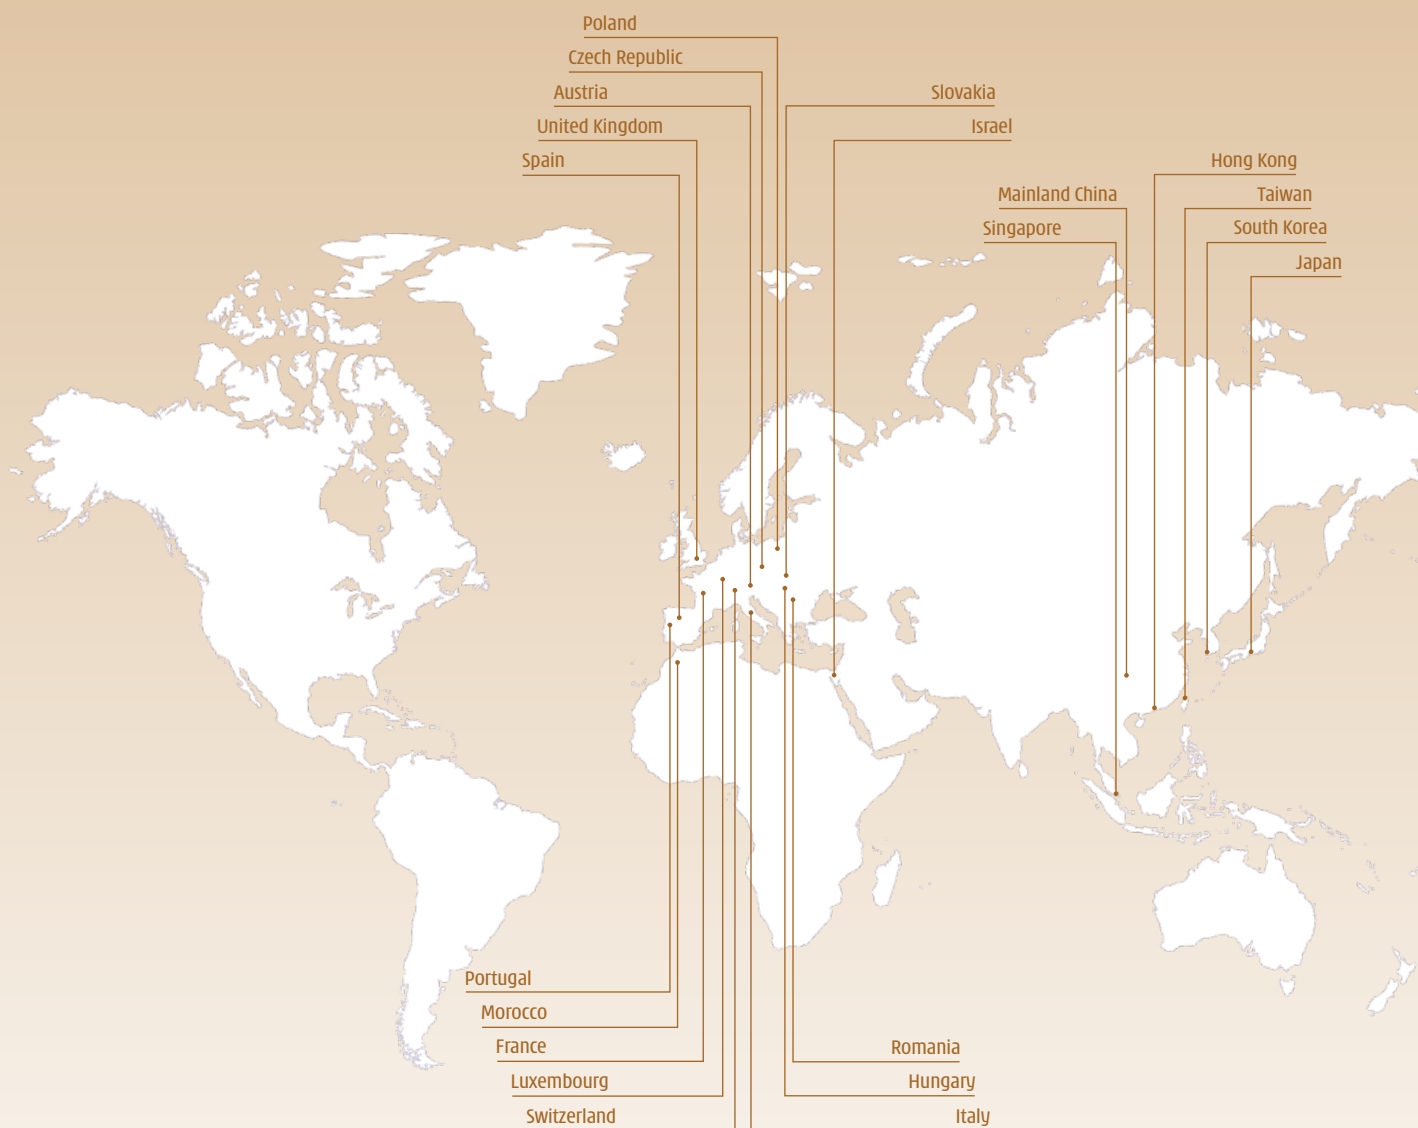 Poland
Czech Republic
Austria
Slovakia
United Kingdom
Israel
Spain
Hong Kong
Mainland China
Taiwan
Singapore
South Korea
Japan
Portugal
Morocco
France
Romania
Luxembourg
Hungary
Switzerland
Italy